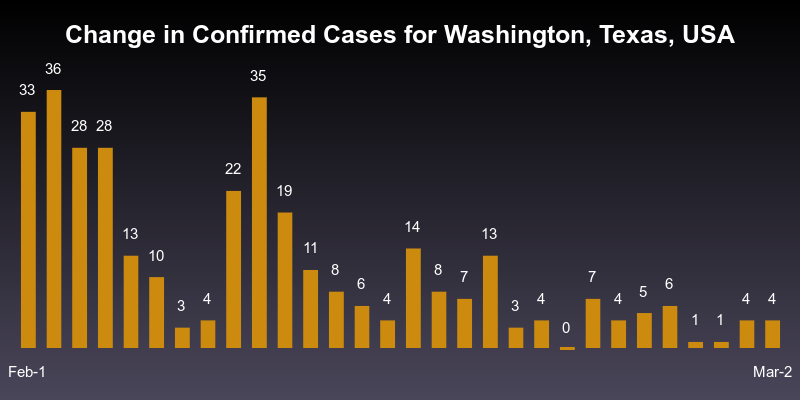 Change in Confirmed Cases for Washington, Texas, USA
33 36 28 28 13 10 3 4 22 35 19 11 8 6 4 14 8 7 13 3 4 0 7 4 5 6 1 1 4 4
Feb-1 Mar-2